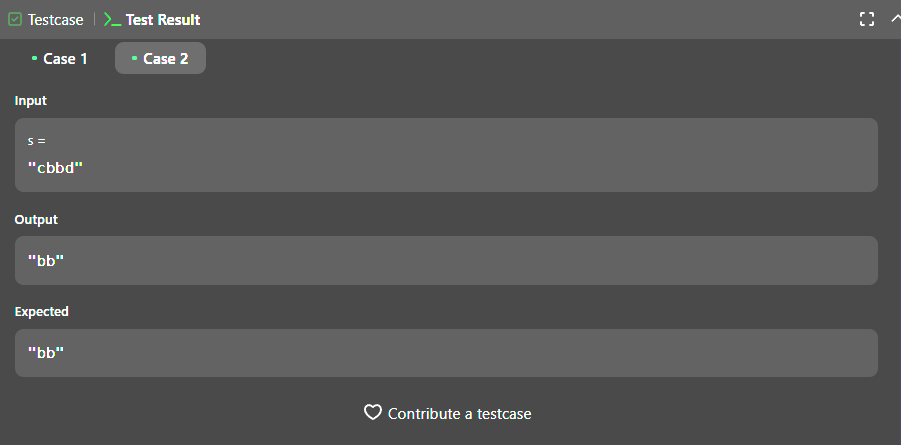 Testcase | Test Result
Case 1 Case 2
Input
s =
"cbbd"
Output
"bb"
Expected
"bb"
Contribute a testcase